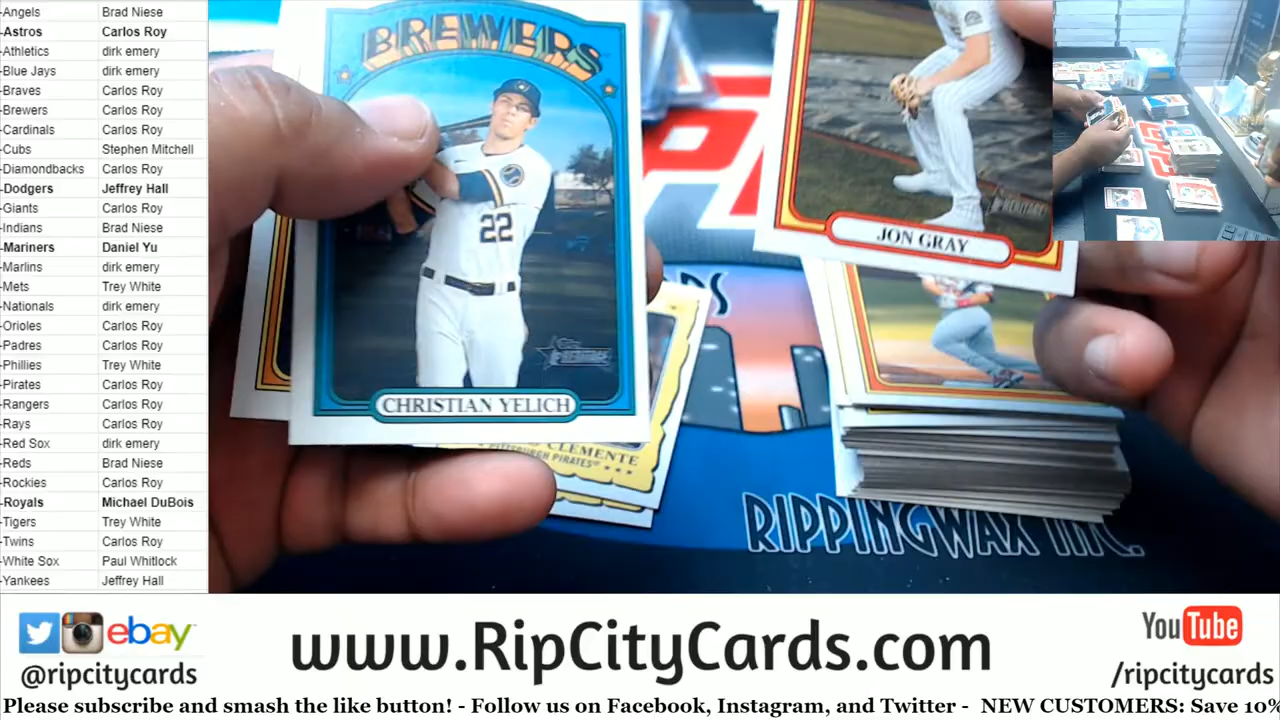 -Angels Brad Niese
-Astros Carlos Roy
-Athletics dirk emery
-Blue Jays dirk emery
-Braves Carlos Roy
-Brewers Carlos Roy
-Cardinals Carlos Roy
-Cubs Stephen Mitchell
-Diamondbacks Carlos Roy
-Dodgers Jeffrey Hall
-Giants Carlos Roy
-Indians Brad Niese
-Mariners Daniel Yu
-Marlins dirk emery
-Mets Trey White
-Nationals dirk emery
-Orioles Carlos Roy
-Padres Carlos Roy
-Phillies Trey White
-Pirates Carlos Roy
-Rangers Carlos Roy
-Rays Carlos Roy
-Red Sox dirk emery
-Reds Brad Niese
-Rockies Carlos Roy
-Royals Michael DuBois
-Tigers Trey White
-Twins Carlos Roy
-White Sox Paul Whitlock
-Yankees Jeffrey Hall
BREWERS
22
CHRISTIAN YELICH
JON GRAY
CLEMENTE
PITTSBURGH PIRATES
RIPPINGWAX INC.
ebay
@ripcitycards
www.RipCityCards.com
YouTube
/ripcitycards
Please subscribe and smash the like button! - Follow us on Facebook, Instagram, and Twitter - NEW CUSTOMERS: Save 10%